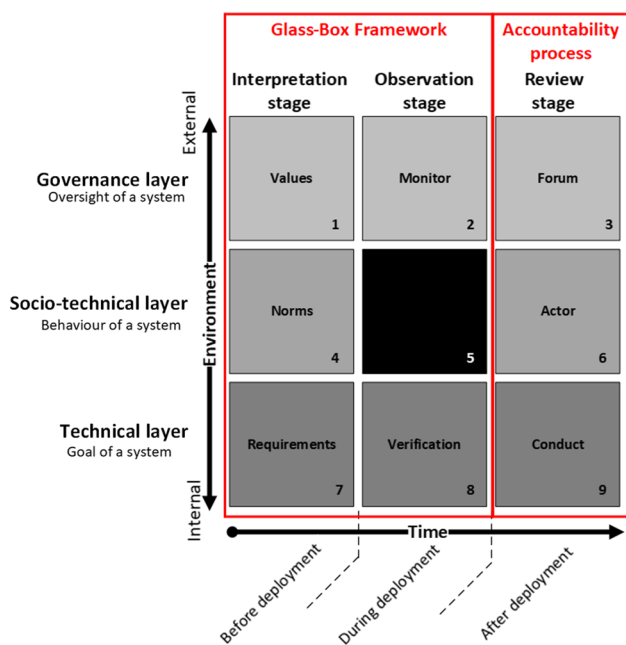 Glass-Box Framework
Accountability
process
Interpretation
stage
Observation
stage
Review
stage
External
Governance layer
Oversight of a system
Values
1
Monitor
2
Forum
3
Environment
Socio-technical layer
Behaviour of a system
Norms
4
5
Actor
6
Technical layer
Goal of a system
Requirements
7
Verification
8
Conduct
9
Internal
Time
Before deployment
During deployment
After deployment